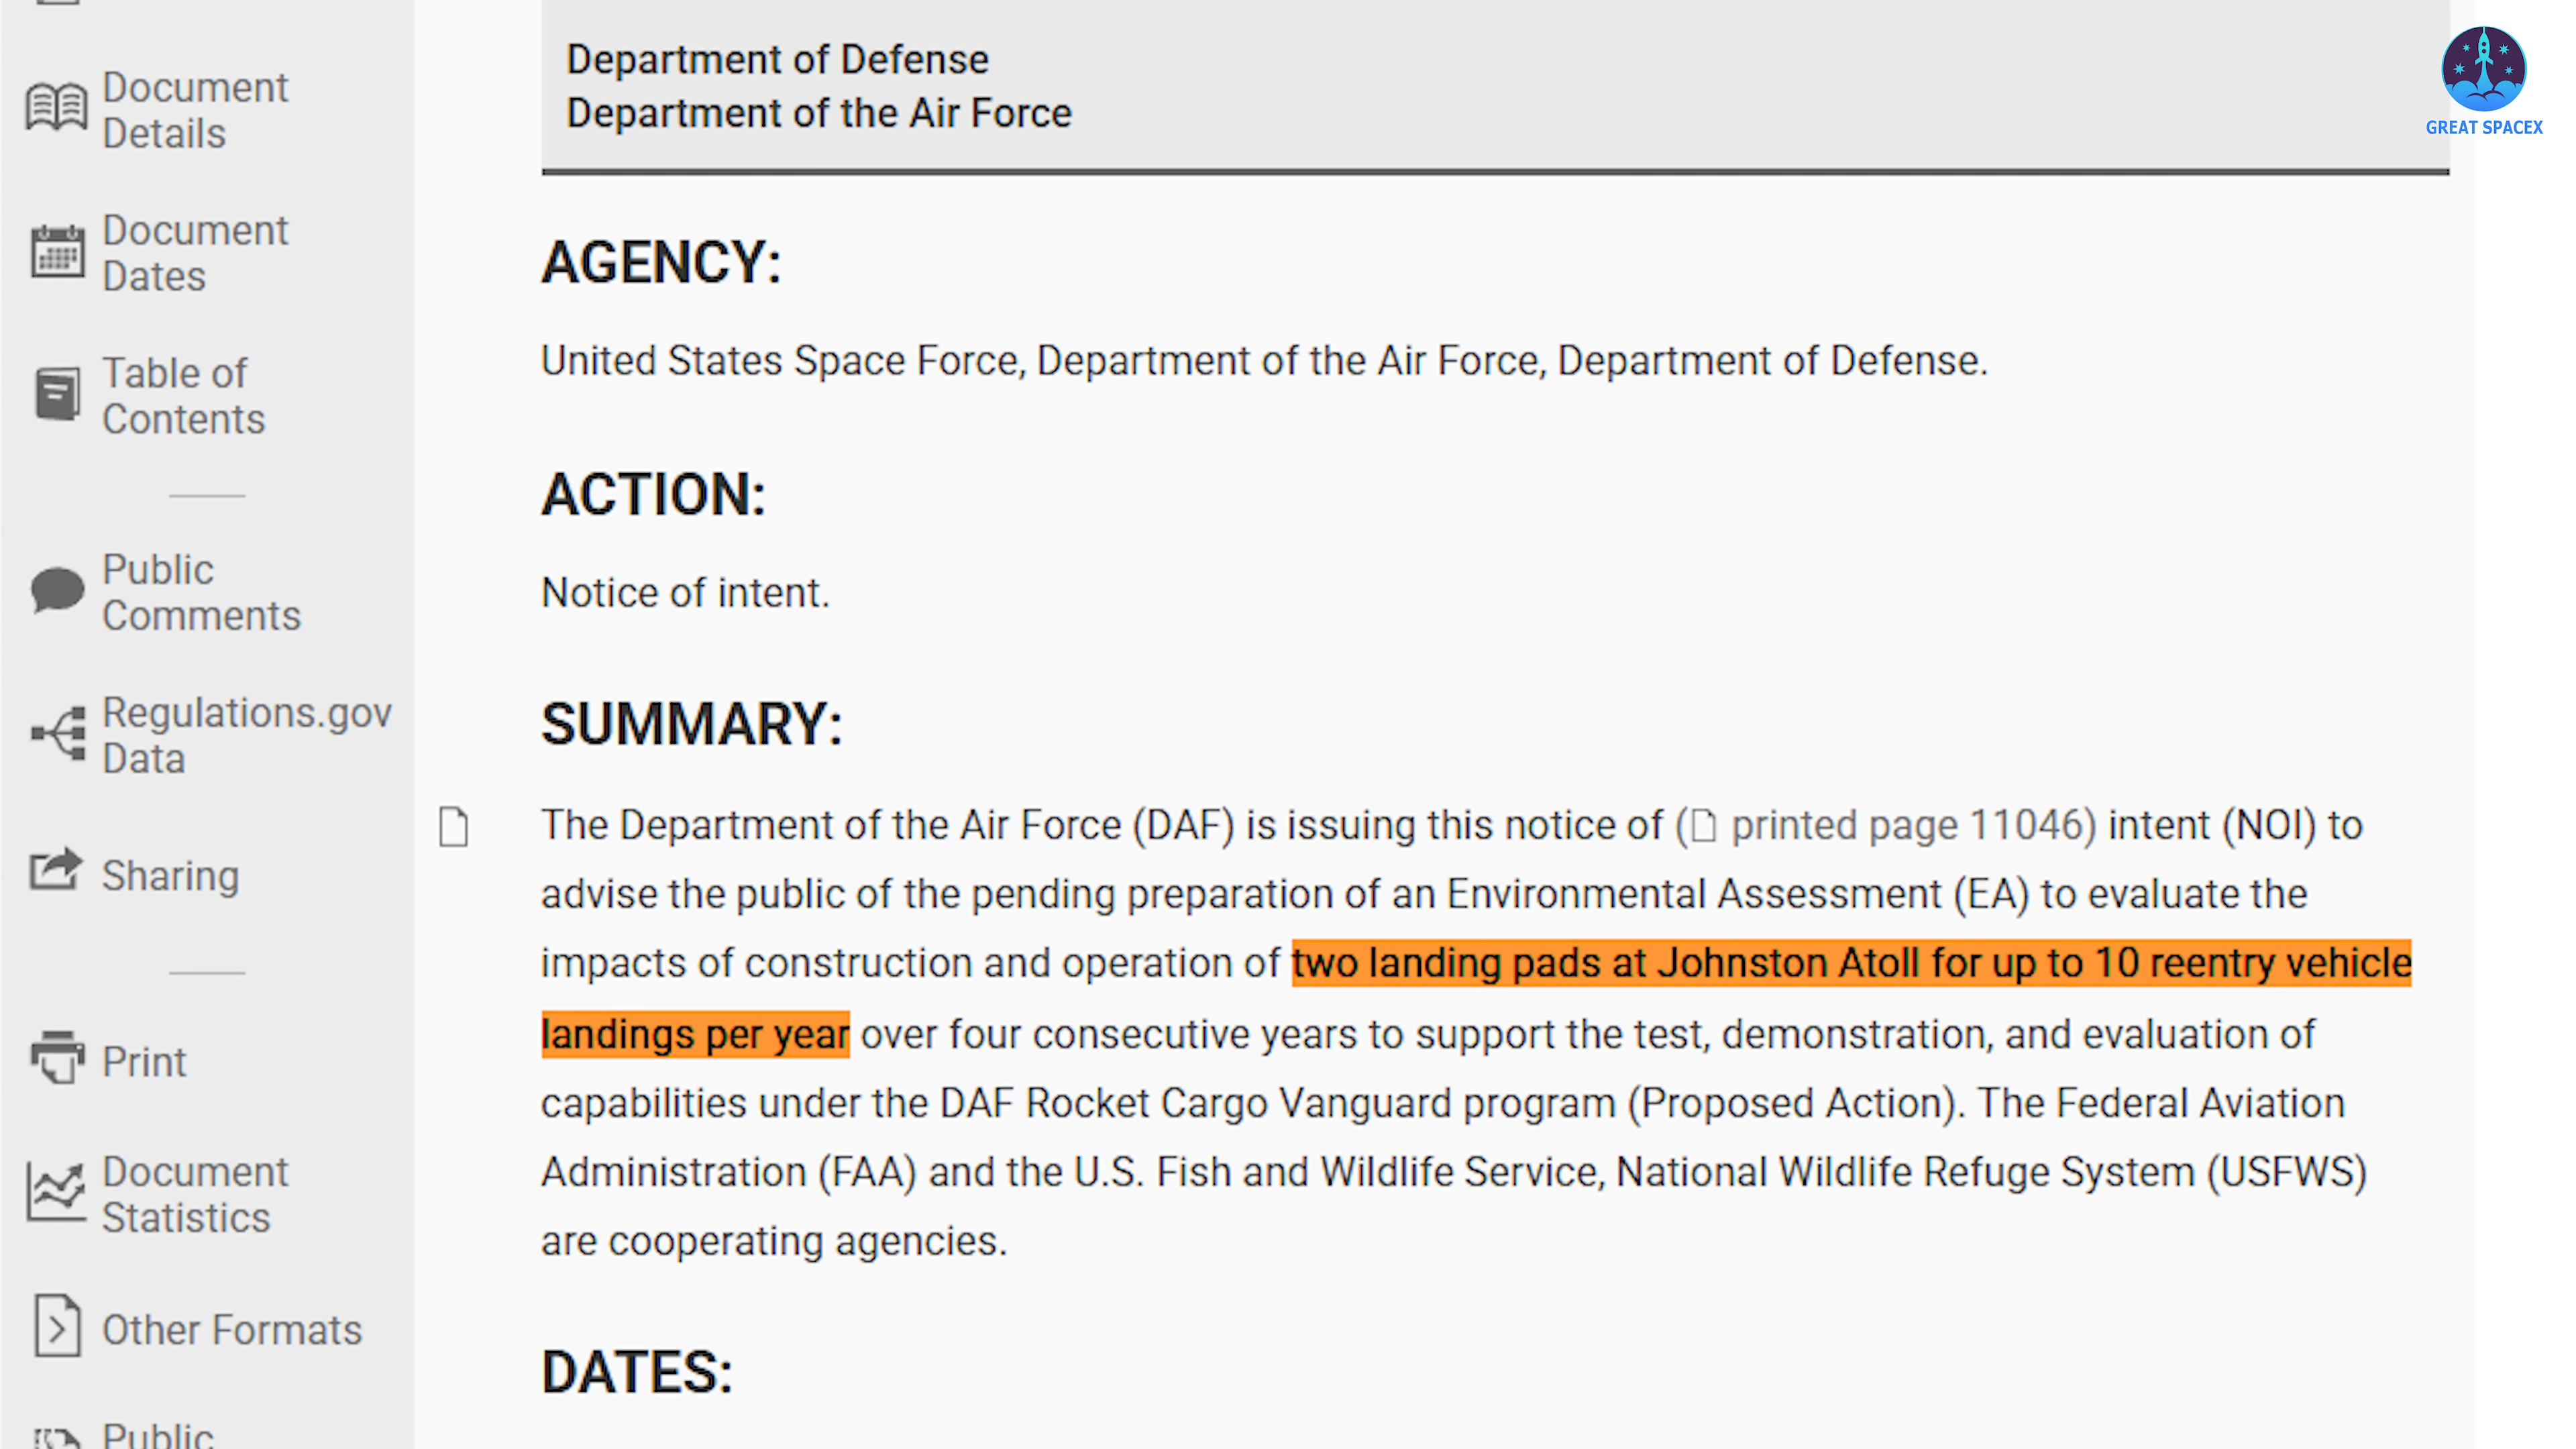 Document
Details
Document
Dates
Table of
Contents
Public
Comments
Regulations.gov
Data
Sharing
Print
Document
Statistics
Other Formats
Public
Department of Defense
Department of the Air Force
AGENCY:
United States Space Force, Department of the Air Force, Department of Defense.
ACTION:
Notice of intent.
SUMMARY:
The Department of the Air Force (DAF) is issuing this notice of ( printed page 11046) intent (NOI) to
advise the public of the pending preparation of an Environmental Assessment (EA) to evaluate the
impacts of construction and operation of two landing pads at Johnston Atoll for up to 10 reentry vehicle
landings per year over four consecutive years to support the test, demonstration, and evaluation of
capabilities under the DAF Rocket Cargo Vanguard program (Proposed Action). The Federal Aviation
Administration (FAA) and the U.S. Fish and Wildlife Service, National Wildlife Refuge System (USFWS)
are cooperating agencies.
DATES:
GREAT SPACEX